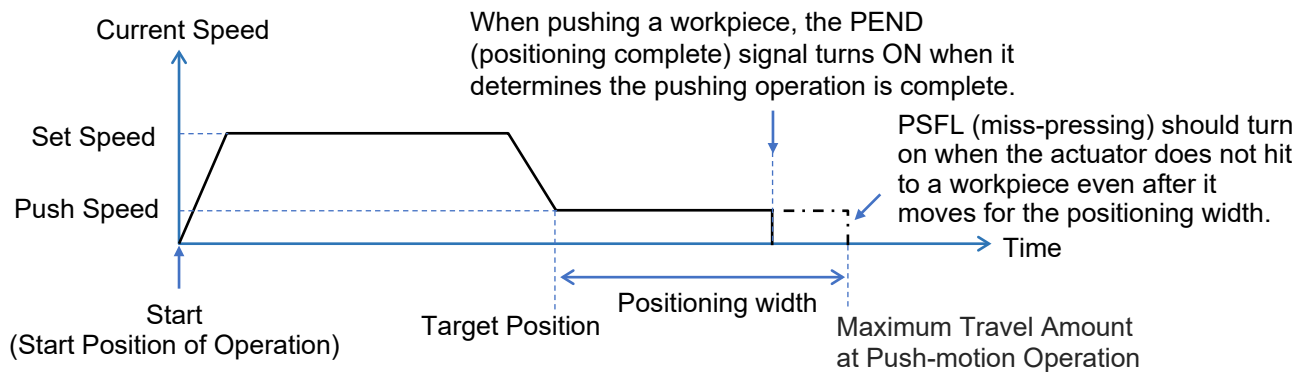 Current Speed
When pushing a workpiece, the PEND
(positioning complete) signal turns ON when it
determines the pushing operation is complete.
Set Speed
PSFL (miss-pressing) should turn
on when the actuator does not hit
to a workpiece even after it
moves for the positioning width.
Push Speed
Time
Start
(Start Position of Operation)
Target Position
Positioning width
Maximum Travel Amount
at Push-motion Operation